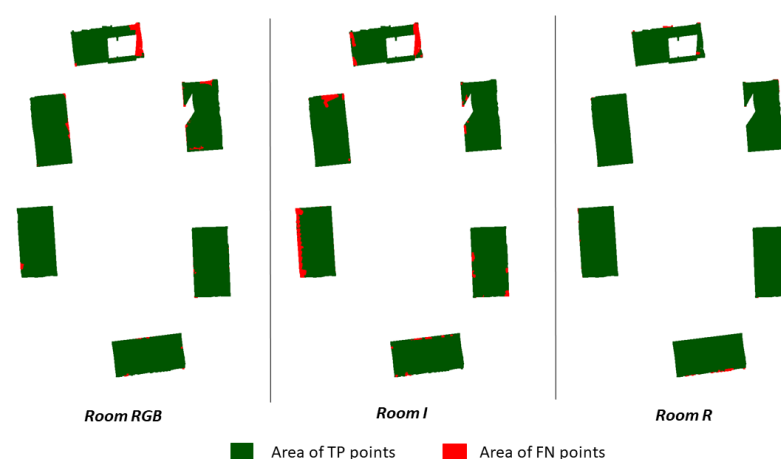 Room RGB
Room I
Room R
Area of TP points
Area of FN points